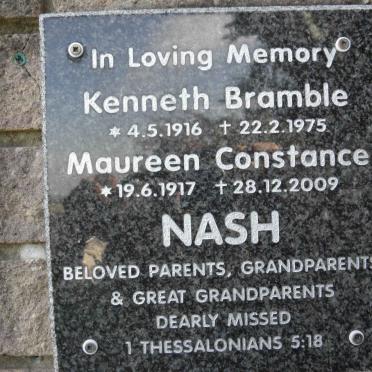 In Loving Memory
Kenneth Bramble
* 4.5.1916 † 22.2.1975
Maureen Constance
* 19.6.1917 † 28.12.2009
NASH
BELOVED PARENTS, GRANDPARENTS
& GREAT GRANDPARENTS
DEARLY MISSED
1 THESSALONIANS 5:18